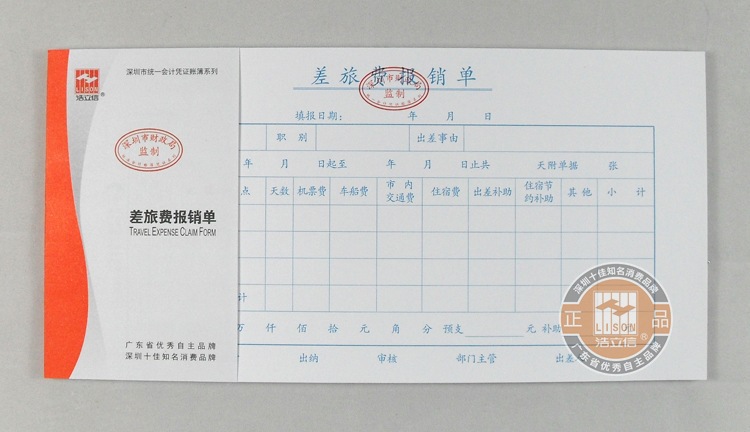 LISON
浩立信®
深圳市统一会计凭证账簿系列
深圳市财政局
监制
差旅费报销单
TRAVEL EXPENSE CLAIM FORM
广东省优秀自主品牌
深圳十佳知名消费品牌
差旅费报销单
市财政
监制
填报日期: 年 月 日
职别 出差事由
年 月 日起至 年 月 日止共 天附单据 张
点 天数 机票费 车船费 市内交通费 住宿费 出差补助 住宿节约补助 其他 小计
计
万 仟 佰 拾 元 角 分 预支 元 补助
出纳 审核 部门主管 出差
深圳十佳知名消费品牌
正 LISON 品
浩立信
广东省优秀自主品牌